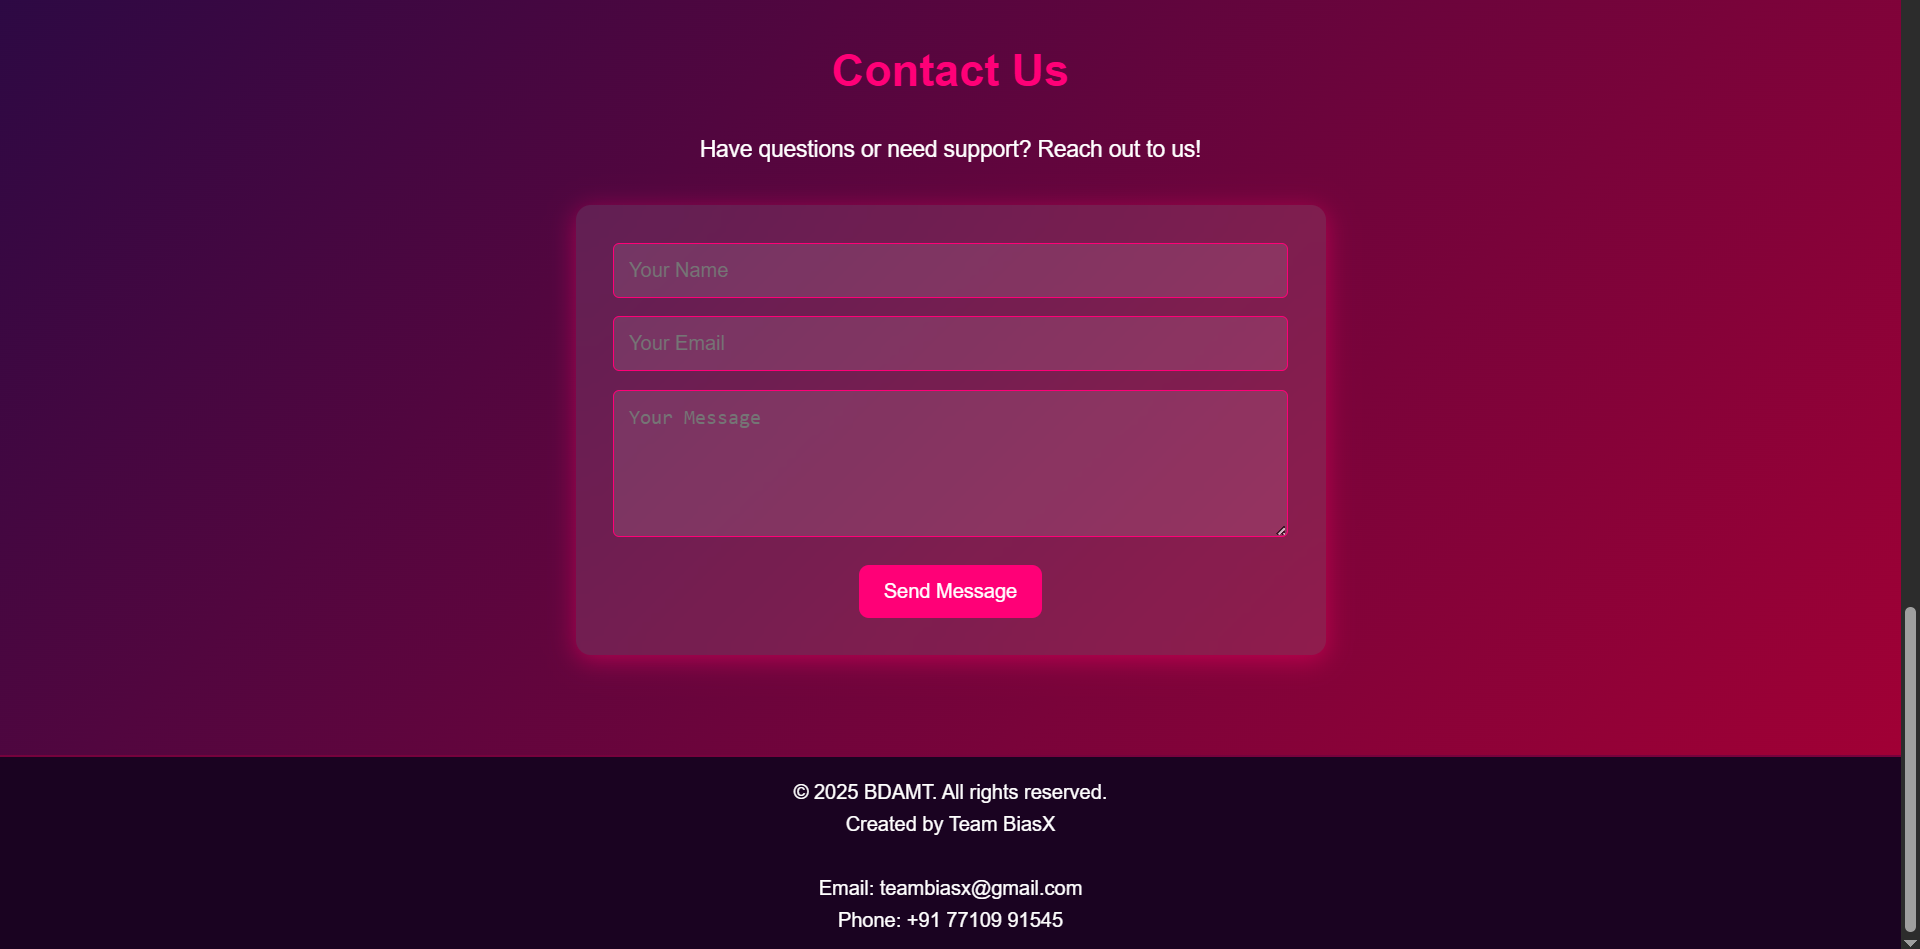 Contact Us
Have questions or need support? Reach out to us!
Your Name
Your Email
Your Message
Send Message
© 2025 BDAMT. All rights reserved.
Created by Team BiasX
Email: teambiasx@gmail.com
Phone: +91 77109 91545